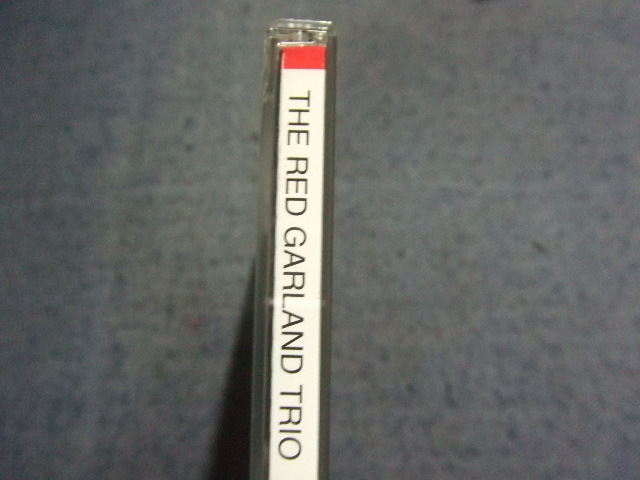 THE RED GARLAND TRIO